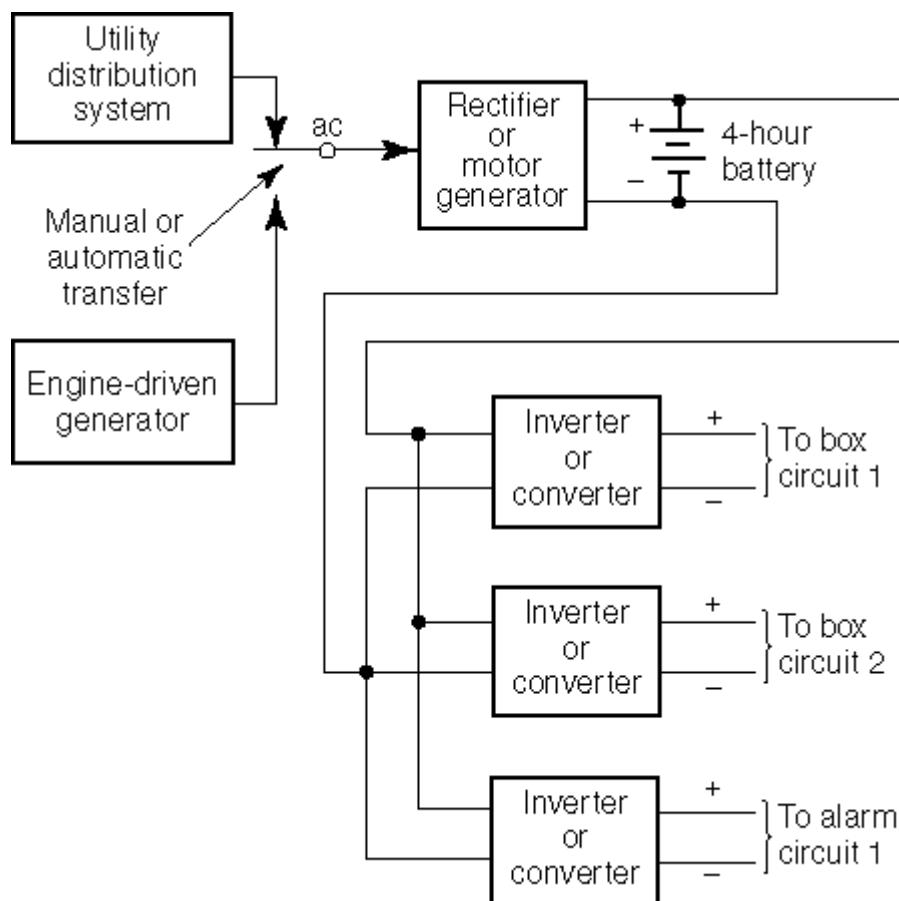 Utility
distribution
system
ac
Rectifier
or
motor
generator
+
–
4-hour
battery
Manual or
automatic
transfer
Engine-driven
generator
Inverter
or
converter
+
–
To box
circuit 1
Inverter
or
converter
+
–
To box
circuit 2
Inverter
or
converter
+
–
To alarm
circuit 1